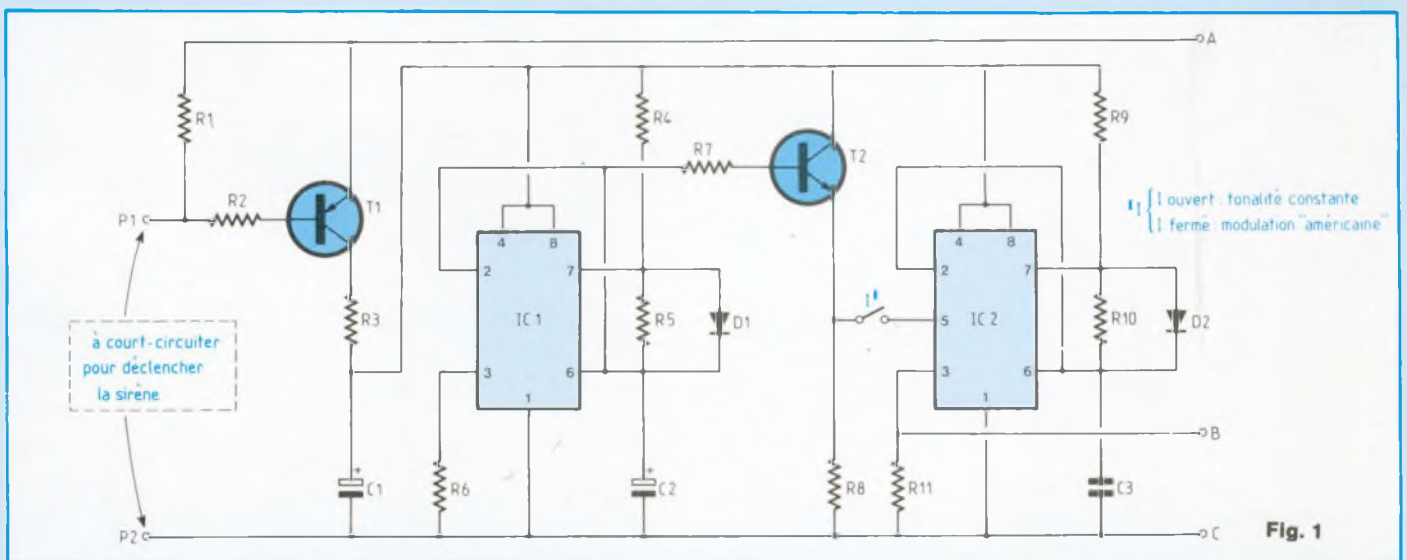 A
R1
R4
R9
R7
T2
P1
R2
T1
4 8
2 7
IC 1
3 6
1
4 8
2 7
5
IC 2
3 6
1
I
I { I ouvert : tonalité constante
I fermé : modulation "américaine"
R3
R5
D1
R10
D2
à court-circuiter
pour déclencher
la sirène
B
C1
R6
C2
R8
R11
C3
P2
C
Fig. 1